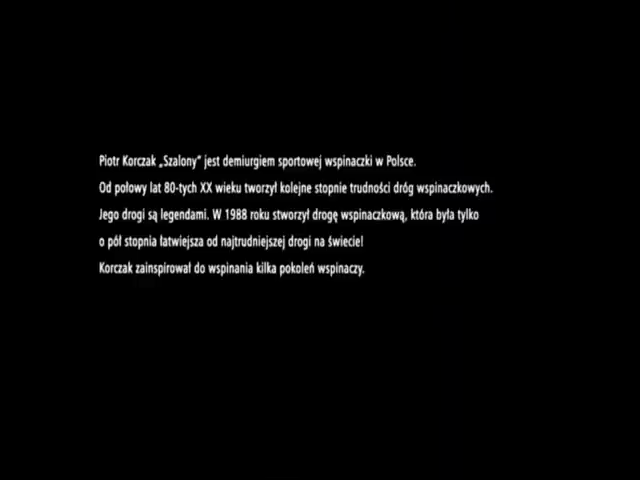 Piotr Korczak „Szalony” jest demiurgiem sportowej wspinaczki w Polsce.
Od połowy lat 80-tych XX wieku tworzył kolejne stopnie trudności dróg wspinaczkowych.
Jego drogi są legendami. W 1988 roku stworzył drogę wspinaczkową, która była tylko
o pół stopnia łatwiejsza od najtrudniejszej drogi na świecie!
Korczak zainspirował do wspinania kilka pokoleń wspinaczy.